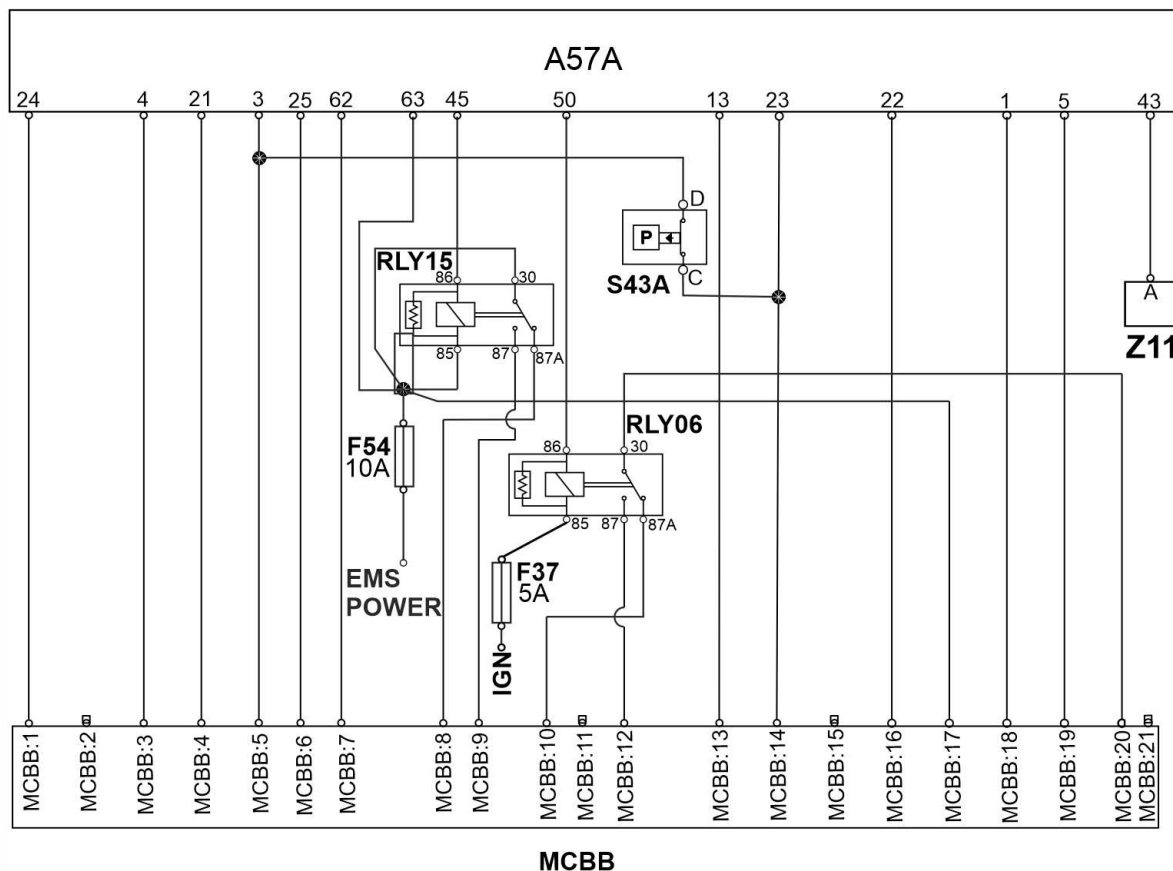 A57A
24 4 21 3 25 62 63 45 50 13 23 22 1 5 43
D
P
S43A C
RLY15 86 30
A
Z11
85 87 87A
RLY06
86 30
F54
10A
85 87 87A
EMS
POWER
F37
5A
IGN
MCBB:1
MCBB:2
MCBB:3
MCBB:4
MCBB:5
MCBB:6
MCBB:7
MCBB:8
MCBB:9
MCBB:10
MCBB:11
MCBB:12
MCBB:13
MCBB:14
MCBB:15
MCBB:16
MCBB:17
MCBB:18
MCBB:19
MCBB:20
MCBB:21
MCBB